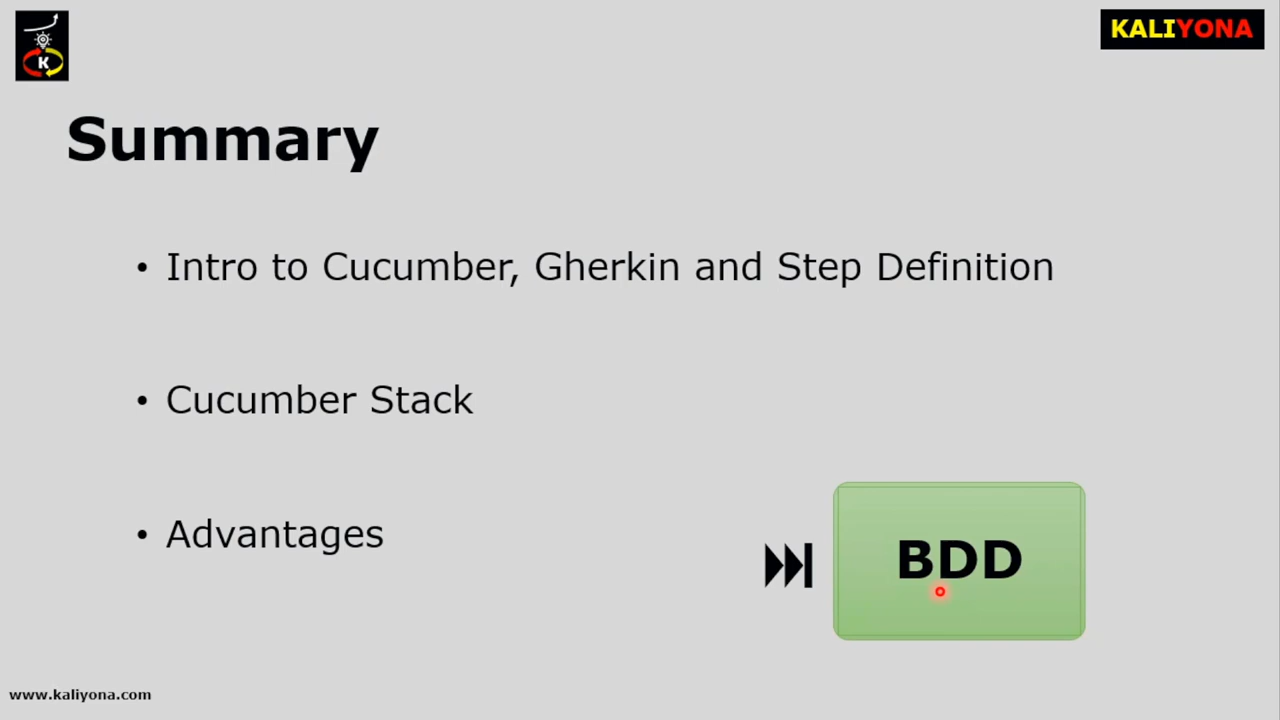 K
KALIYONA
Summary
• Intro to Cucumber, Gherkin and Step Definition
• Cucumber Stack
• Advantages
BDD
www.kaliyona.com